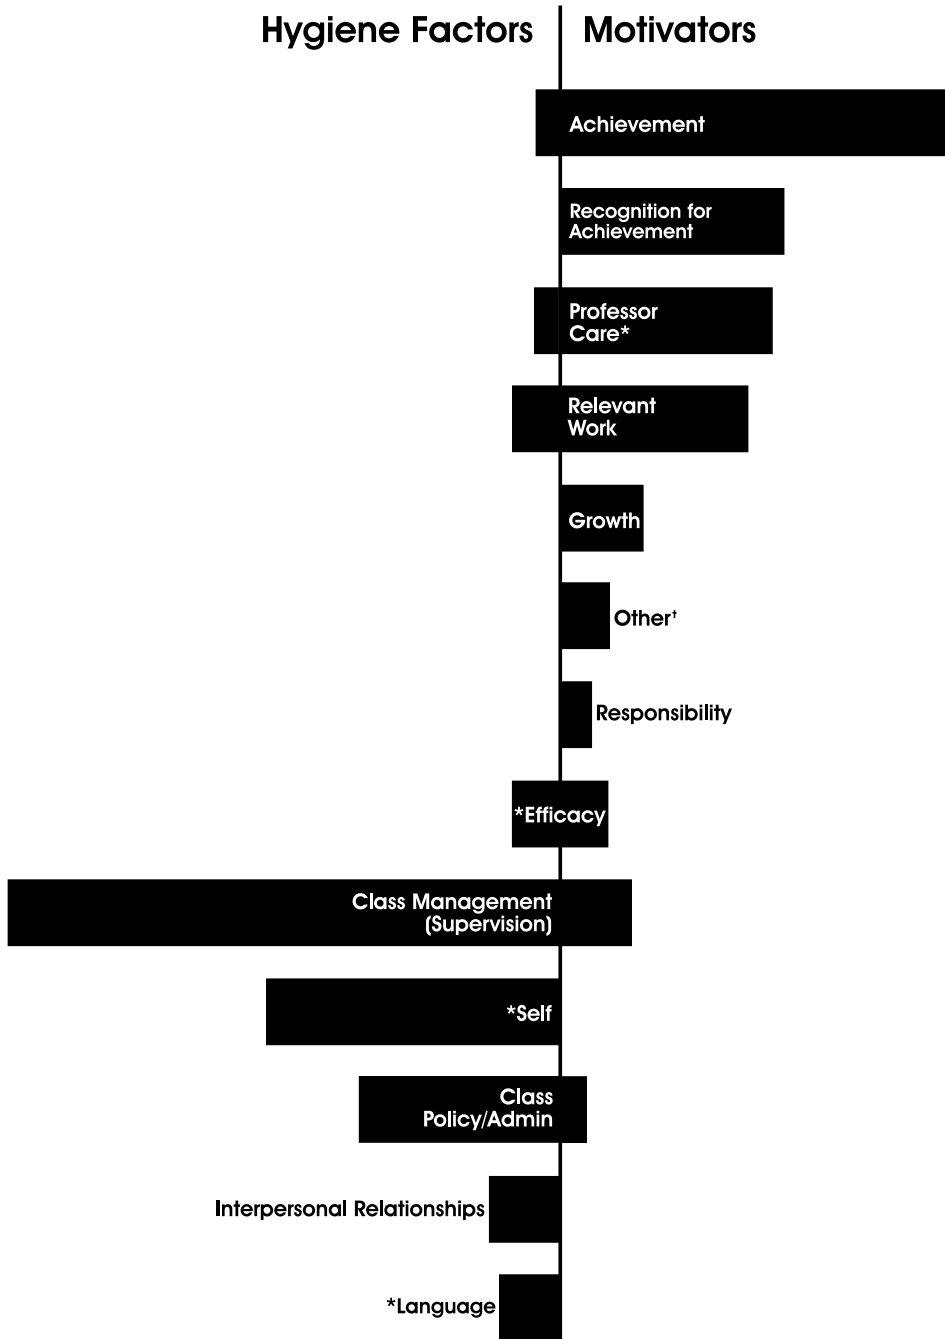 Hygiene Factors
Motivators
Achievement
Recognition for
Achievement
Professor
Care*
Relevant
Work
Growth
Other†
Responsibility
*Efficacy
Class Management
(Supervision)
*Self
Class
Policy/Admin
Interpersonal Relationships
*Language